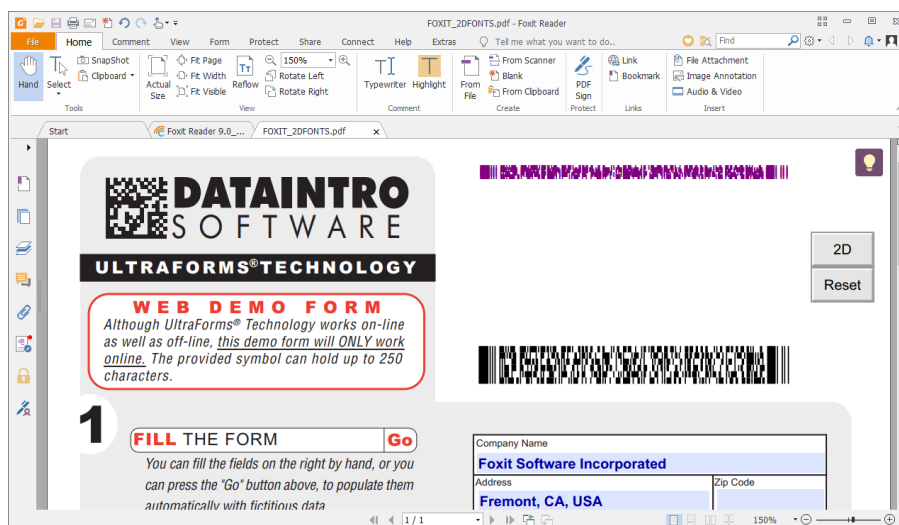 FOXIT_2DFONTS.pdf - Foxit Reader
File Home Comment View Form Protect Share Connect Help Extras Tell me what you want to do.. Find
Hand
Select
SnapShot
Clipboard
Tools
Actual Size
Fit Page
Fit Width
Fit Visible
Reflow
150%
Rotate Left
Rotate Right
View
Typewriter
Highlight
Comment
From File
From Scanner
Blank
From Clipboard
Create
PDF Sign
Protect
Link
Bookmark
Links
File Attachment
Image Annotation
Audio & Video
Insert
Start Foxit Reader 9.0_... FOXIT_2DFONTS.pdf x
DATAINTRO
SOFTWARE
ULTRAFORMS®TECHNOLOGY
2D
Reset
WEB DEMO FORM
Although UltraForms® Technology works on-line
as well as off-line, this demo form will ONLY work
online. The provided symbol can hold up to 250
characters.
1
FILL THE FORM Go
You can fill the fields on the right by hand, or you
can press the "Go" button above, to populate them
automatically with fictitious data
Company Name
Foxit Software Incorporated
Address Zip Code
Fremont, CA, USA
1 / 1
150%